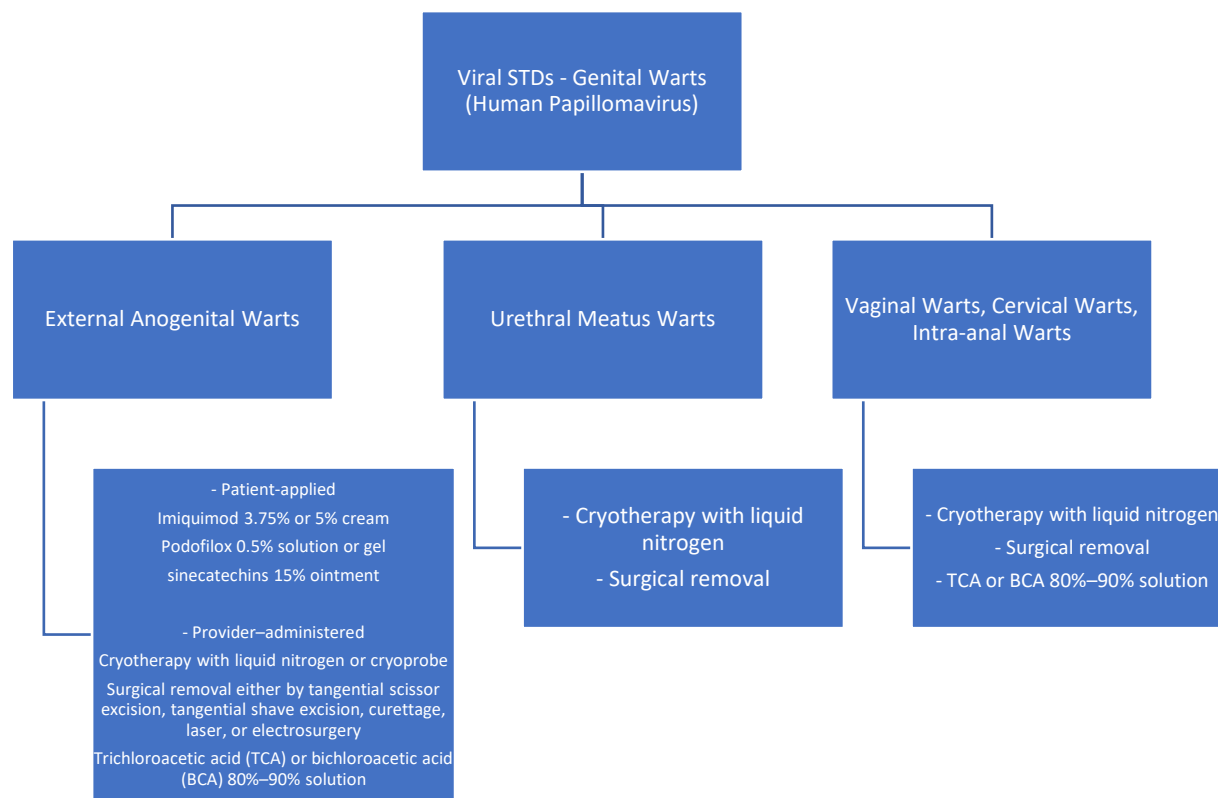 Viral STDs - Genital Warts
(Human Papillomavirus)
External Anogenital Warts
Urethral Meatus Warts
Vaginal Warts, Cervical Warts,
Intra-anal Warts
- Patient-applied
Imiquimod 3.75% or 5% cream
Podofilox 0.5% solution or gel
sinecatechins 15% ointment
- Provider–administered
Cryotherapy with liquid nitrogen or cryoprobe
Surgical removal either by tangential scissor
excision, tangential shave excision, curettage,
laser, or electrosurgery
Trichloroacetic acid (TCA) or bichloroacetic acid
(BCA) 80%–90% solution
- Cryotherapy with liquid
nitrogen
- Surgical removal
- Cryotherapy with liquid nitrogen
- Surgical removal
- TCA or BCA 80%–90% solution